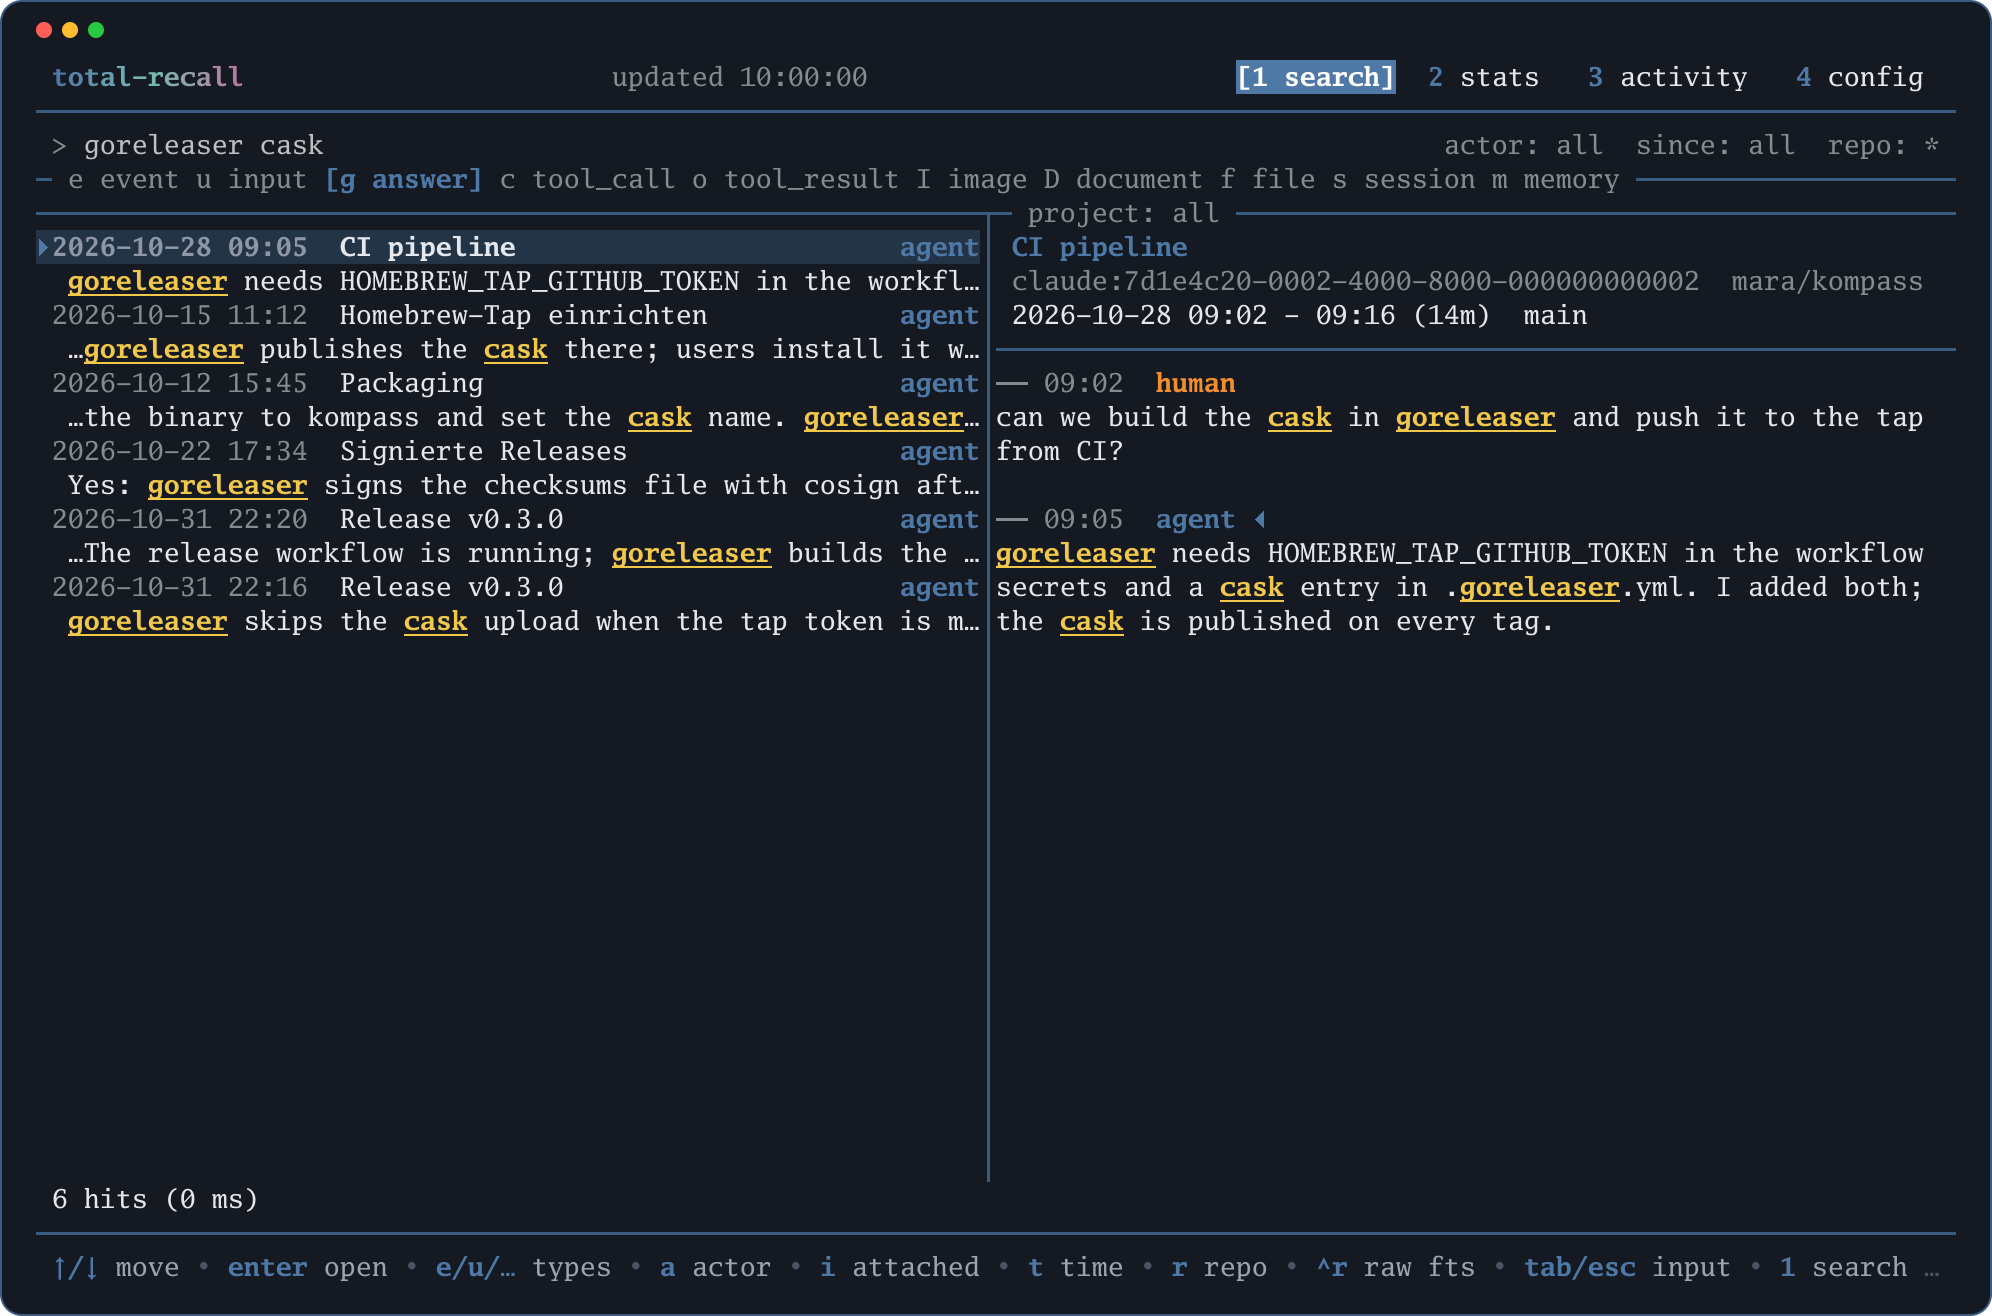 total-recall updated 10:00:00 [1 search] 2 stats 3 activity 4 config
> goreleaser cask actor: all since: all repo: *
e event u input [g answer] c tool_call o tool_result I image D document f file s session m memory
project: all
2026-10-28 09:05 CI pipeline agent
goreleaser needs HOMEBREW_TAP_GITHUB_TOKEN in the workfl…
2026-10-15 11:12 Homebrew-Tap einrichten agent
…goreleaser publishes the cask there; users install it w…
2026-10-12 15:45 Packaging agent
…the binary to kompass and set the cask name. goreleaser…
2026-10-22 17:34 Signierte Releases agent
Yes: goreleaser signs the checksums file with cosign aft…
2026-10-31 22:20 Release v0.3.0 agent
…The release workflow is running; goreleaser builds the …
2026-10-31 22:16 Release v0.3.0 agent
goreleaser skips the cask upload when the tap token is m…
CI pipeline
claude:7d1e4c20-0002-4000-8000-000000000002 mara/kompass
2026-10-28 09:02 – 09:16 (14m) main
── 09:02 human
can we build the cask in goreleaser and push it to the tap
from CI?
── 09:05 agent ◂
goreleaser needs HOMEBREW_TAP_GITHUB_TOKEN in the workflow
secrets and a cask entry in .goreleaser.yml. I added both;
the cask is published on every tag.
6 hits (0 ms)
↑/↓ move • enter open • e/u/… types • a actor • i attached • t time • r repo • ^r raw fts • tab/esc input • 1 search …